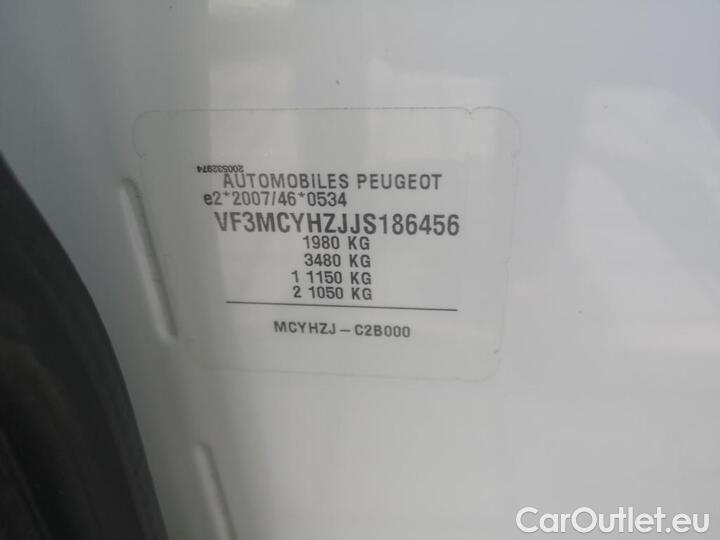 200532974
AUTOMOBILES PEUGEOT
e2*2007/46*0534
VF3MCYHZJJS186456
1980 KG
3480 KG
1 1150 KG
2 1050 KG
MCYHZJ-C2B000
CarOutlet.eu